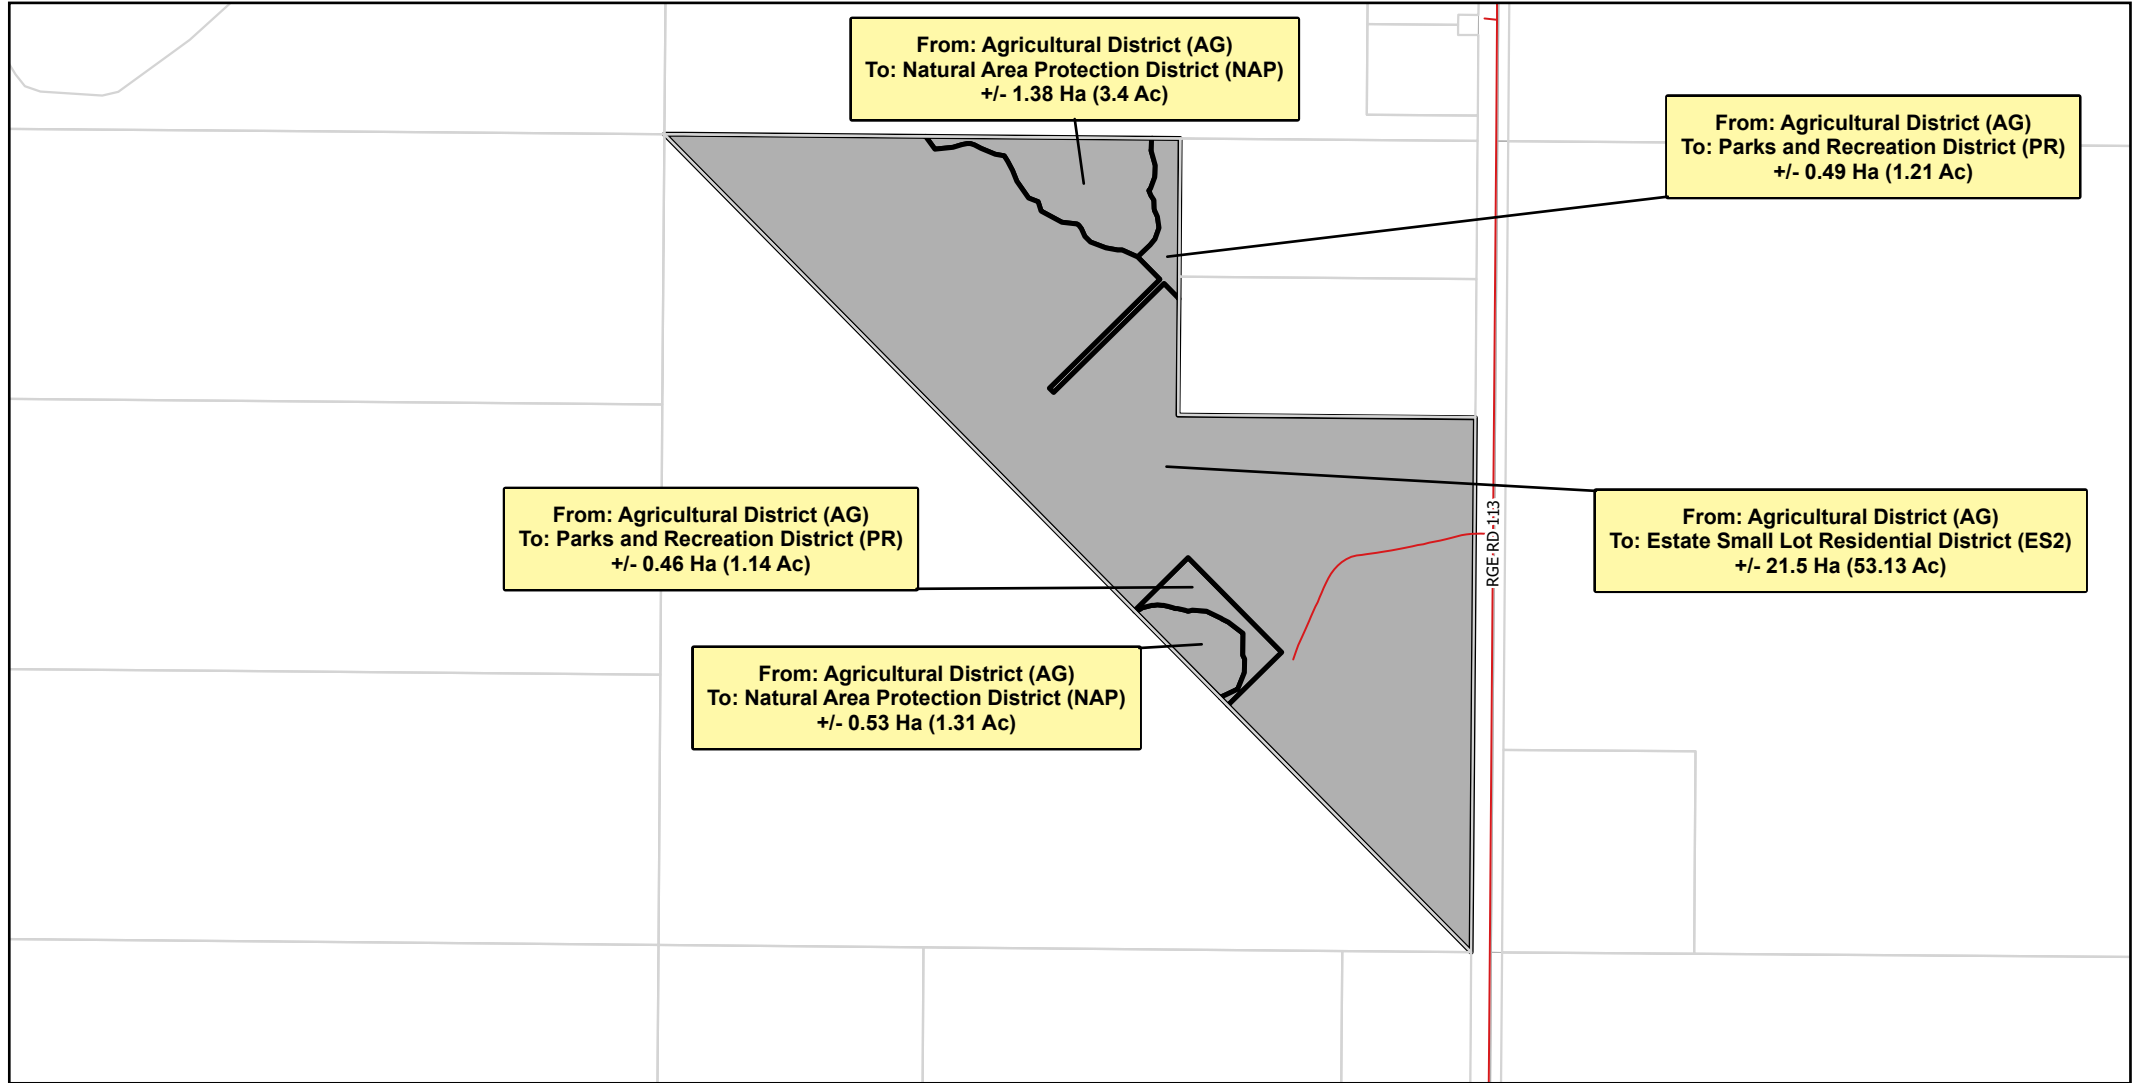 From: Agricultural District (AG)
To: Natural Area Protection District (NAP)
+/- 1.38 Ha (3.4 Ac)
From: Agricultural District (AG)
To: Parks and Recreation District (PR)
+/- 0.49 Ha (1.21 Ac)
From: Agricultural District (AG)
To: Parks and Recreation District (PR)
+/- 0.46 Ha (1.14 Ac)
From: Agricultural District (AG)
To: Estate Small Lot Residential District (ES2)
+/- 21.5 Ha (53.13 Ac)
RGE RD 113
From: Agricultural District (AG)
To: Natural Area Protection District (NAP)
+/- 0.53 Ha (1.31 Ac)